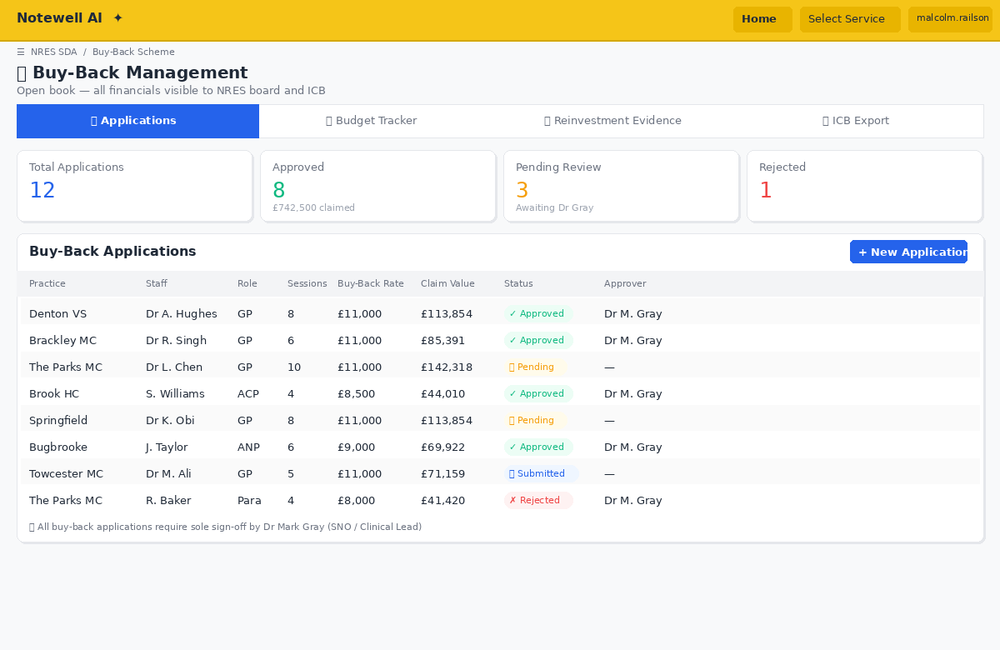 Notewell AI ✦
Home
Select Service
malcolm.railson
☰ NRES SDA / Buy-Back Scheme
Buy-Back Management
Open book — all financials visible to NRES board and ICB
Applications
Budget Tracker
Reinvestment Evidence
ICB Export
Total Applications
12
Approved
8
£742,500 claimed
Pending Review
3
Awaiting Dr Gray
Rejected
1
Buy-Back Applications
+ New Application
Practice Staff Role Sessions Buy-Back Rate Claim Value Status Approver
Denton VS Dr A. Hughes GP 8 £11,000 £113,854 ✓ Approved Dr M. Gray
Brackley MC Dr R. Singh GP 6 £11,000 £85,391 ✓ Approved Dr M. Gray
The Parks MC Dr L. Chen GP 10 £11,000 £142,318 Pending —
Brook HC S. Williams ACP 4 £8,500 £44,010 ✓ Approved Dr M. Gray
Springfield Dr K. Obi GP 8 £11,000 £113,854 Pending —
Bugbrooke J. Taylor ANP 6 £9,000 £69,922 ✓ Approved Dr M. Gray
Towcester MC Dr M. Ali GP 5 £11,000 £71,159 Submitted —
The Parks MC R. Baker Para 4 £8,000 £41,420 ✗ Rejected Dr M. Gray
All buy-back applications require sole sign-off by Dr Mark Gray (SNO / Clinical Lead)